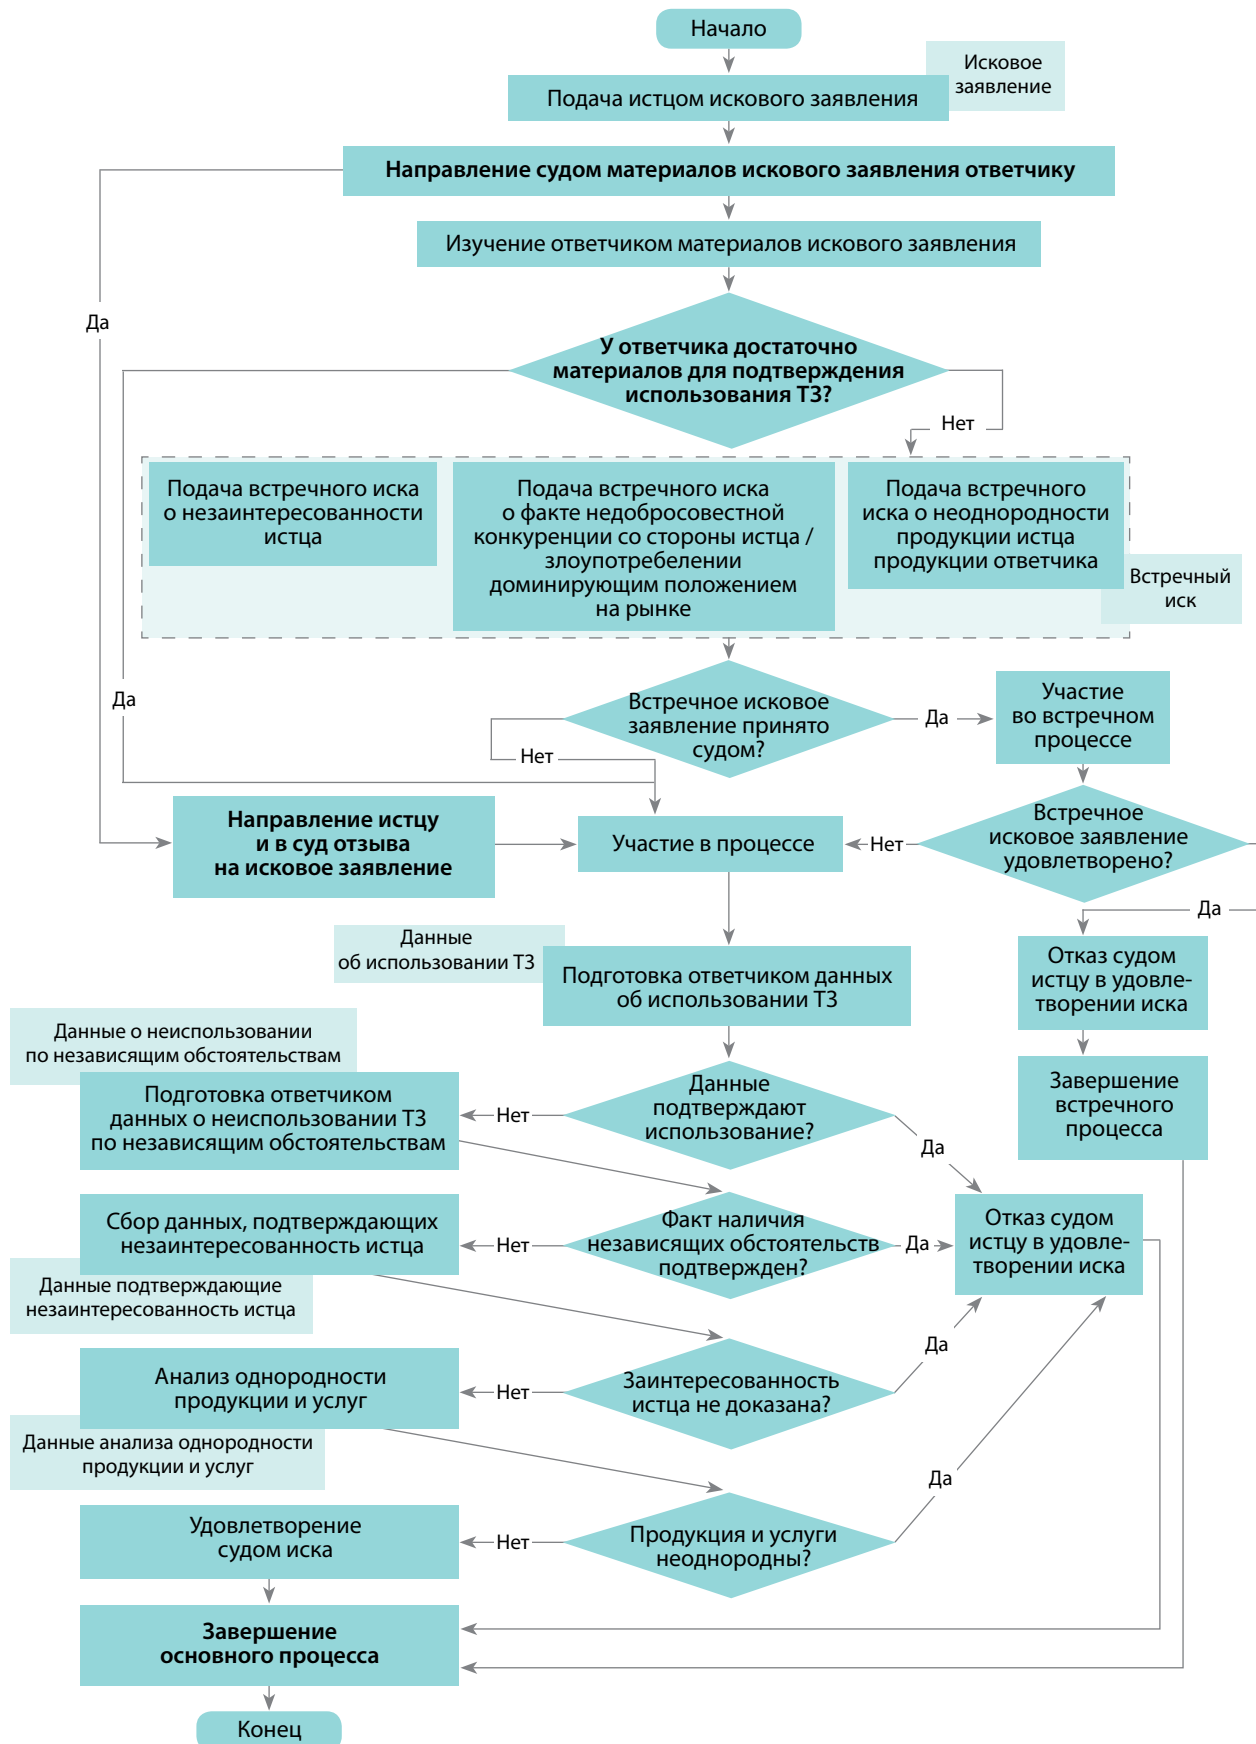 Начало
Исковое
заявление
Подача истцом искового заявления
Направление судом материалов искового заявления ответчику
Изучение ответчиком материалов искового заявления
Да
У ответчика достаточно
материалов для подтверждения
использования ТЗ?
Нет
Подача встречного иска
о незаинтересованности
истца
Подача встречного иска
о факте недобросовестной
конкуренции со стороны истца /
злоупотреблении
доминирующим положением
на рынке
Подача встречного
иска о неоднородности
продукции истца
продукции ответчика
Встречный
иск
Да
Встречное исковое
заявление принято
судом?
Да
Нет
Участие
во встречном
процессе
Направление истцу
и в суд отзыва
на исковое заявление
Участие в процессе
Нет
Встречное
исковое заявление
удовлетворено?
Да
Данные
об использовании ТЗ
Подготовка ответчиком данных
об использовании ТЗ
Отказ судом
истцу в удовле-
творении иска
Данные о неиспользовании
по независящим обстоятельствам
Подготовка ответчиком
данных о неиспользовании ТЗ
по независящим обстоятельствам
Нет
Данные
подтверждают
использование?
Да
Завершение
встречного
процесса
Сбор данных, подтверждающих
незаинтересованность истца
Нет
Факт наличия
независящих обстоятельств
подтвержден?
Да
Отказ судом
истцу в удовле-
творении иска
Данные подтверждающие
незаинтересованность истца
Анализ однородности
продукции и услуг
Нет
Заинтересованность
истца не доказана?
Да
Данные анализа однородности
продукции и услуг
Удовлетворение
судом иска
Нет
Продукция и услуги
неоднородны?
Да
Завершение
основного процесса
Конец